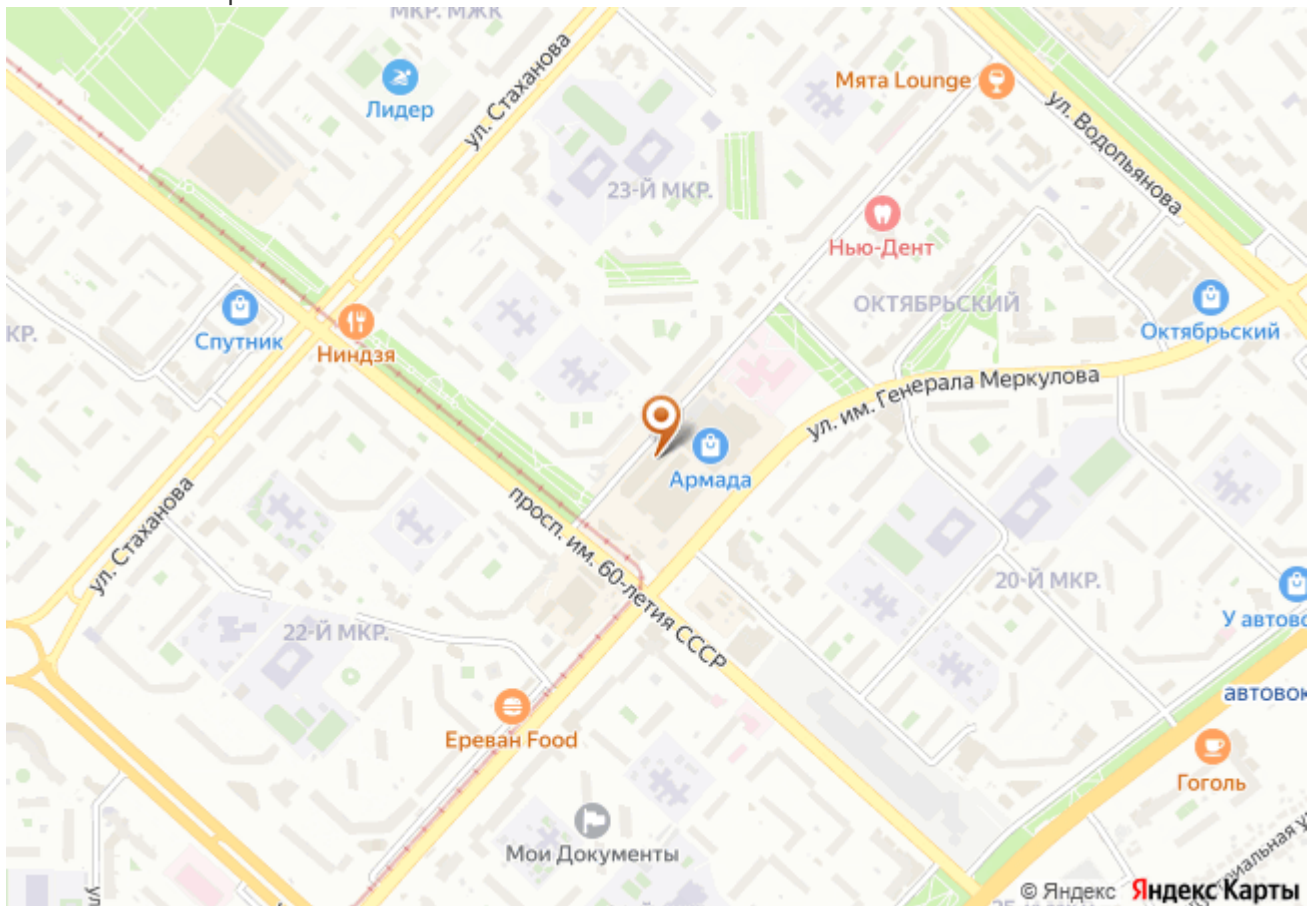 МКР. МЖК
Лидер
ул. Стаханова
Мята Lounge
ул. Водопьянова
23-Й МКР.
Нью-Дент
ОКТЯБРЬСКИЙ
Октябрьский
КР.
Спутник
Ниндзя
ул. им. Генерала Меркулова
Армада
просп. им. 60-летия СССР
ул. Стаханова
20-Й МКР.
У автово
22-Й МКР.
автовок
Ереван Food
Гоголь
Мои Документы
© Яндекс Яндекс Карты